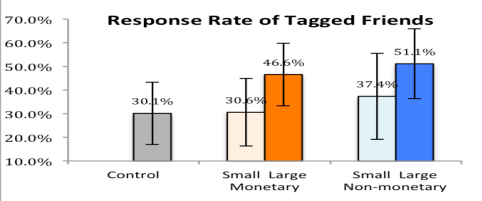 Response Rate of Tagged Friends
70.0%
60.0%
50.0%
40.0%
30.0%
20.0%
10.0%
30.1%
30.6%
46.6%
37.4%
51.1%
Control
Small Large
Monetary
Small Large
Non-monetary